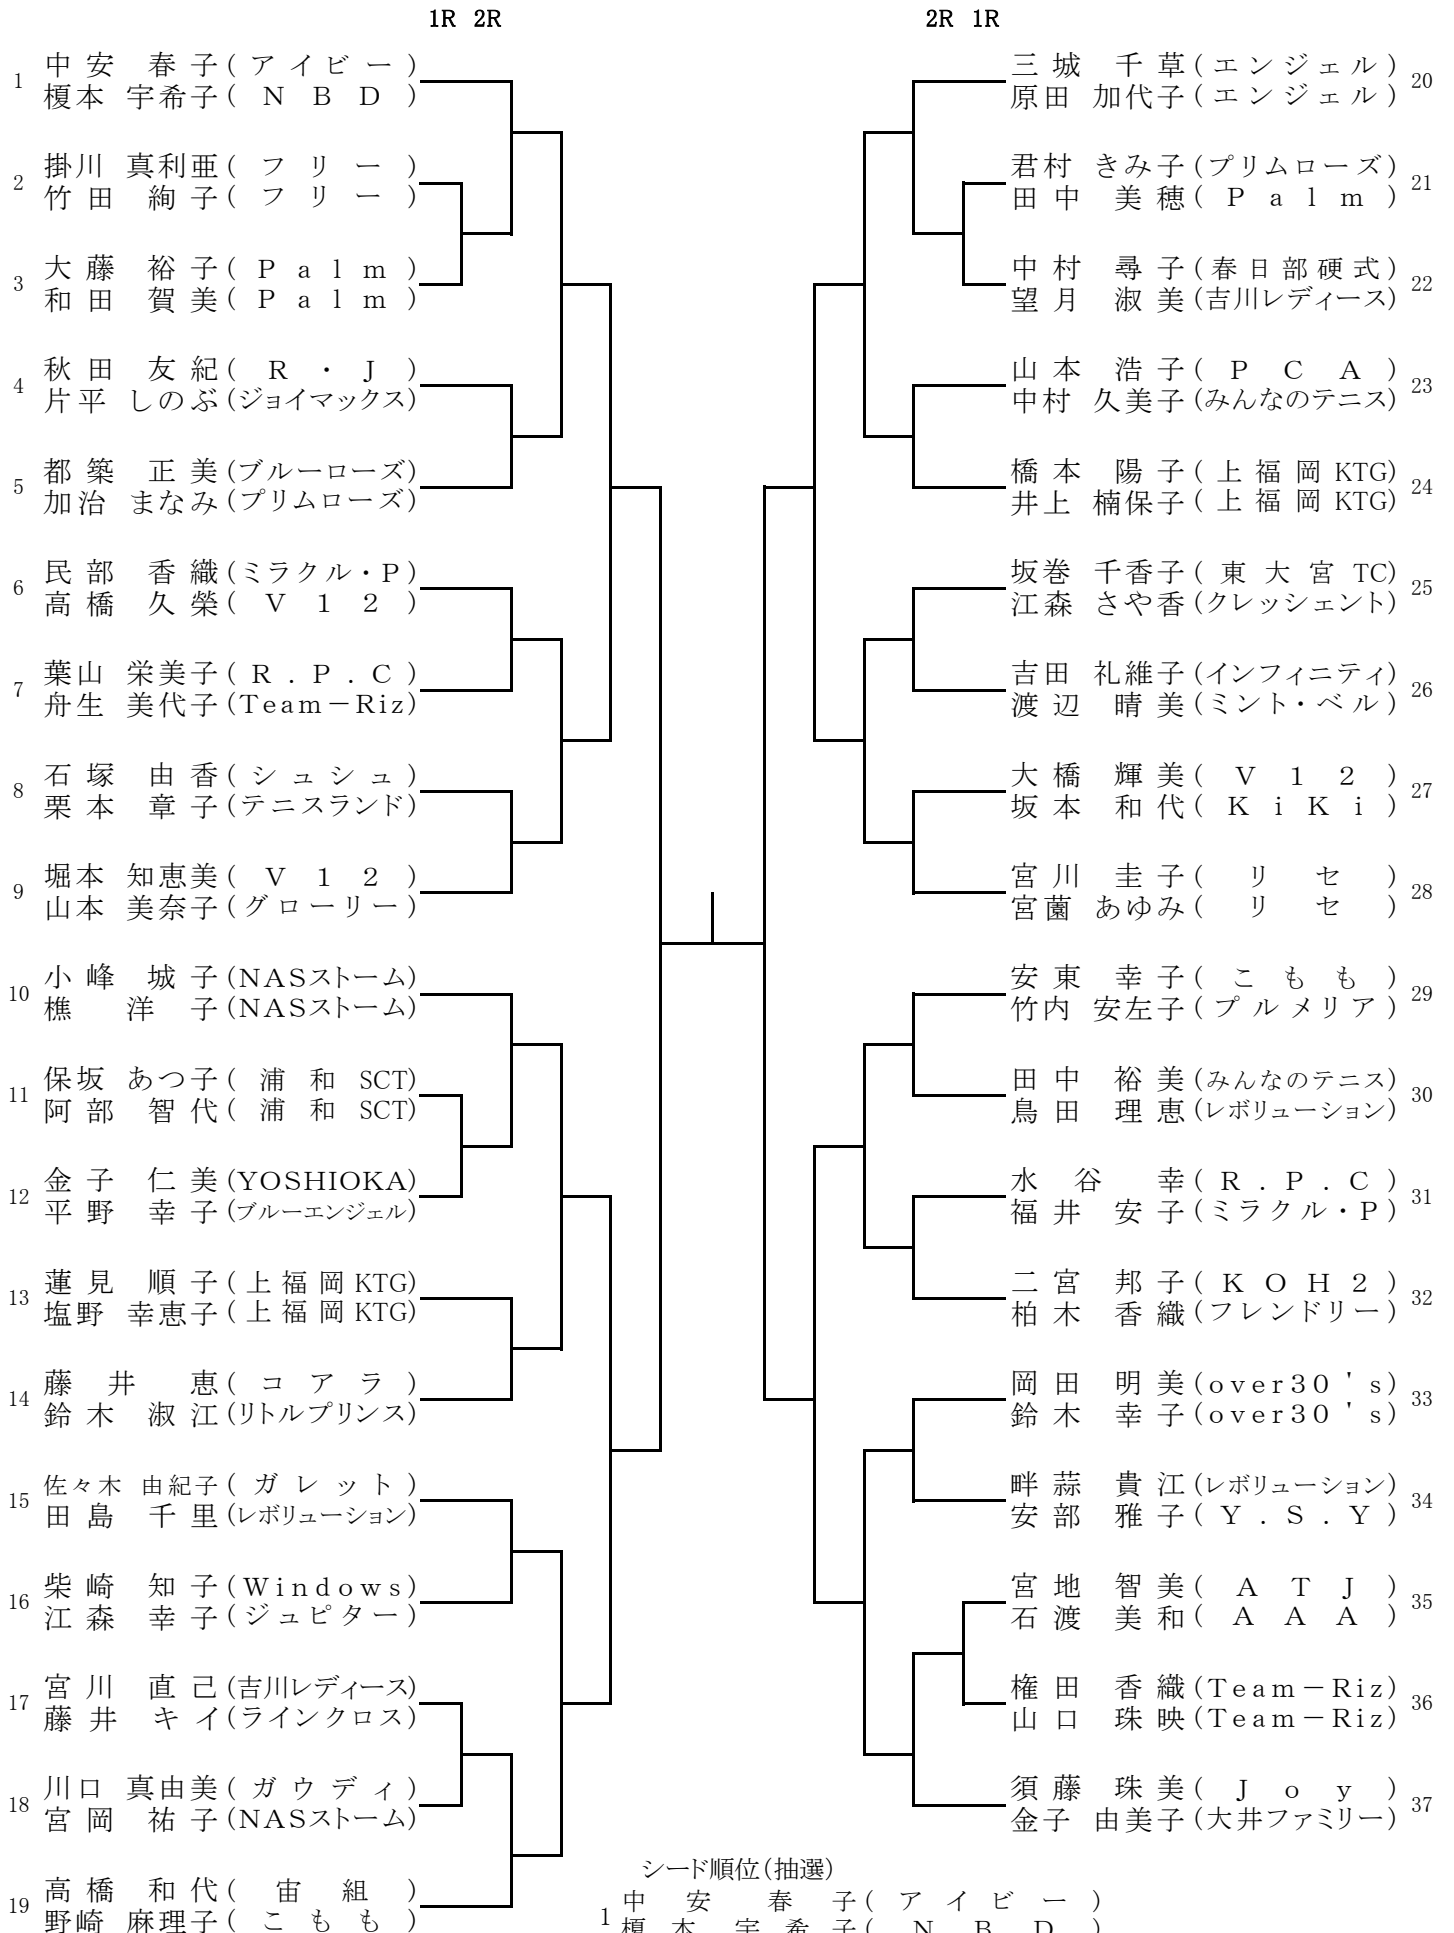 1R 2R
1
中安 春子(アイビー)
榎本 宇希子(NBD)
2
掛川 真利亜(フリー)
竹田 絢子(フリー)
3
大藤 裕子(Palm)
和田 賀美(Palm)
4
秋田 友紀(R・J)
片平 しのぶ(ジョイマックス)
5
都築 正美(ブルーローズ)
加治 まなみ(プリムローズ)
6
民部 香織(ミラクル・P)
高橋 久榮(V12)
7
葉山 栄美子(R.P.C)
舟生 美代子(Team－Riz)
8
石塚 由香(シュシュ)
栗本 章子(テニスランド)
9
堀本 知恵美(V12)
山本 美奈子(グローリー)
10
小峰 城子(NASストーム)
樵 洋子(NASストーム)
11
保坂 あつ子(浦和SCT)
阿部 智代(浦和SCT)
12
金子 仁美(YOSHIOKA)
平野 幸子(ブルーエンジェル)
13
蓮見 順子(上福岡KTG)
塩野 幸恵子(上福岡KTG)
14
藤井 恵(コアラ)
鈴木 淑江(リトルプリンス)
15
佐々木 由紀子(ガレット)
田島 千里(レボリューション)
16
柴崎 知子(Windows)
江森 幸子(ジュピター)
17
宮川 直己(吉川レディース)
藤井 キイ(ラインクロス)
18
川口 真由美(ガウディ)
宮岡 祐子(NASストーム)
19
高橋 和代(宙組)
野崎 麻理子(こもも)
2R 1R
三城 千草(エンジェル)
原田 加代子(エンジェル)
20
君村 きみ子(プリムローズ)
田中 美穂(Palm)
21
中村 尋子(春日部硬式)
望月 淑美(吉川レディース)
22
山本 浩子(PCA)
中村 久美子(みんなのテニス)
23
橋本 陽子(上福岡KTG)
井上 楠保子(上福岡KTG)
24
坂巻 千香子(東大宮TC)
江森 さや香(クレッシェント)
25
吉田 礼維子(インフィニティ)
渡辺 晴美(ミント・ベル)
26
大橋 輝美(V12)
坂本 和代(KiKi)
27
宮川 圭子(リセ)
宮薗 あゆみ(リセ)
28
安東 幸子(こもも)
竹内 安左子(プルメリア)
29
田中 裕美(みんなのテニス)
鳥田 理恵(レボリューション)
30
水谷 幸(R.P.C)
福井 安子(ミラクル・P)
31
二宮 邦子(KOH2)
柏木 香織(フレンドリー)
32
岡田 明美(over30's)
鈴木 幸子(over30's)
33
畔蒜 貴江(レボリューション)
安部 雅子(Y.S.Y)
34
宮地 智美(ATJ)
石渡 美和(AAA)
35
権田 香織(Team－Riz)
山口 珠映(Team－Riz)
36
須藤 珠美(Joy)
金子 由美子(大井ファミリー)
37
シード順位(抽選)
1
中安 春子(アイビー)
榎本 宇希子(NBD)